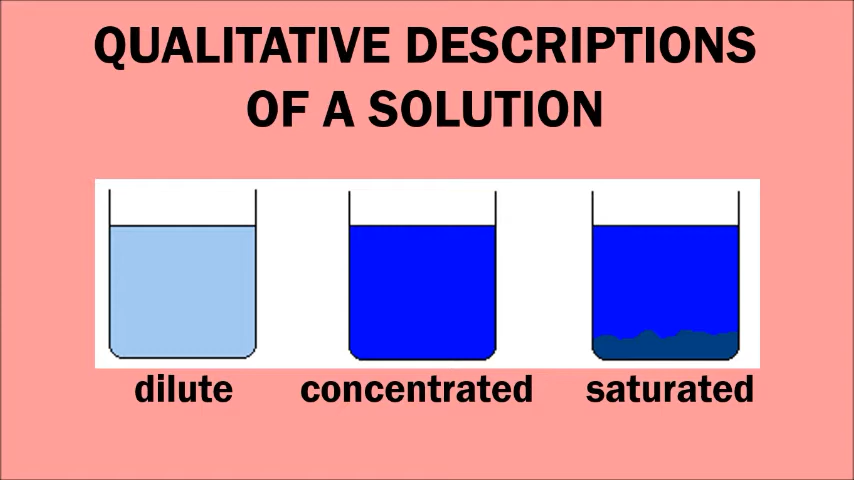 QUALITATIVE DESCRIPTIONS
OF A SOLUTION
dilute concentrated saturated